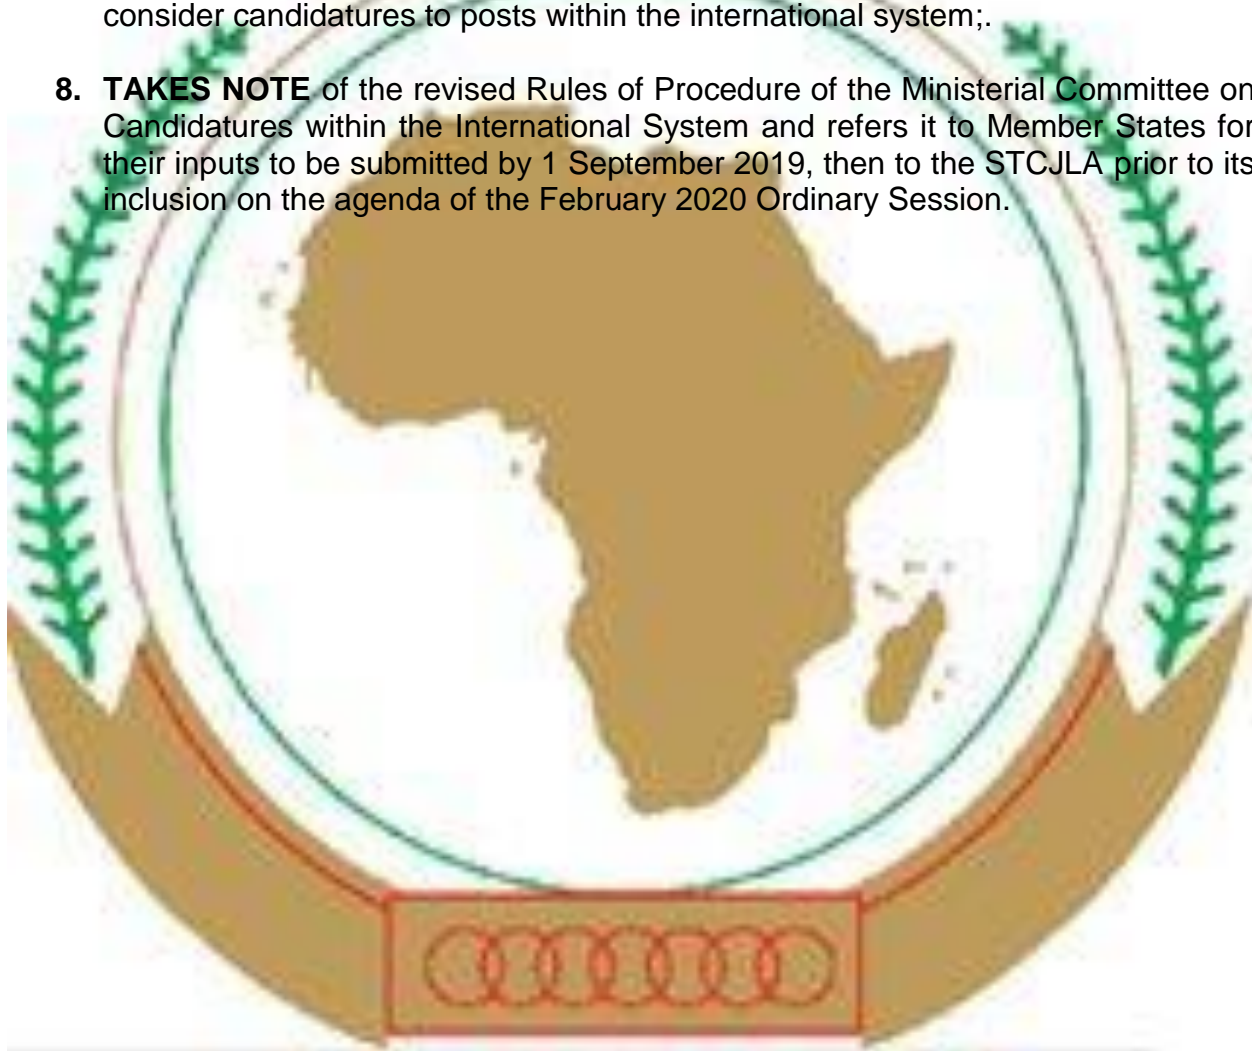 consider candidatures to posts within the international system;.
8. TAKES NOTE of the revised Rules of Procedure of the Ministerial Committee on
Candidatures within the International System and refers it to Member States for
their inputs to be submitted by 1 September 2019, then to the STCJLA prior to its
inclusion on the agenda of the February 2020 Ordinary Session.